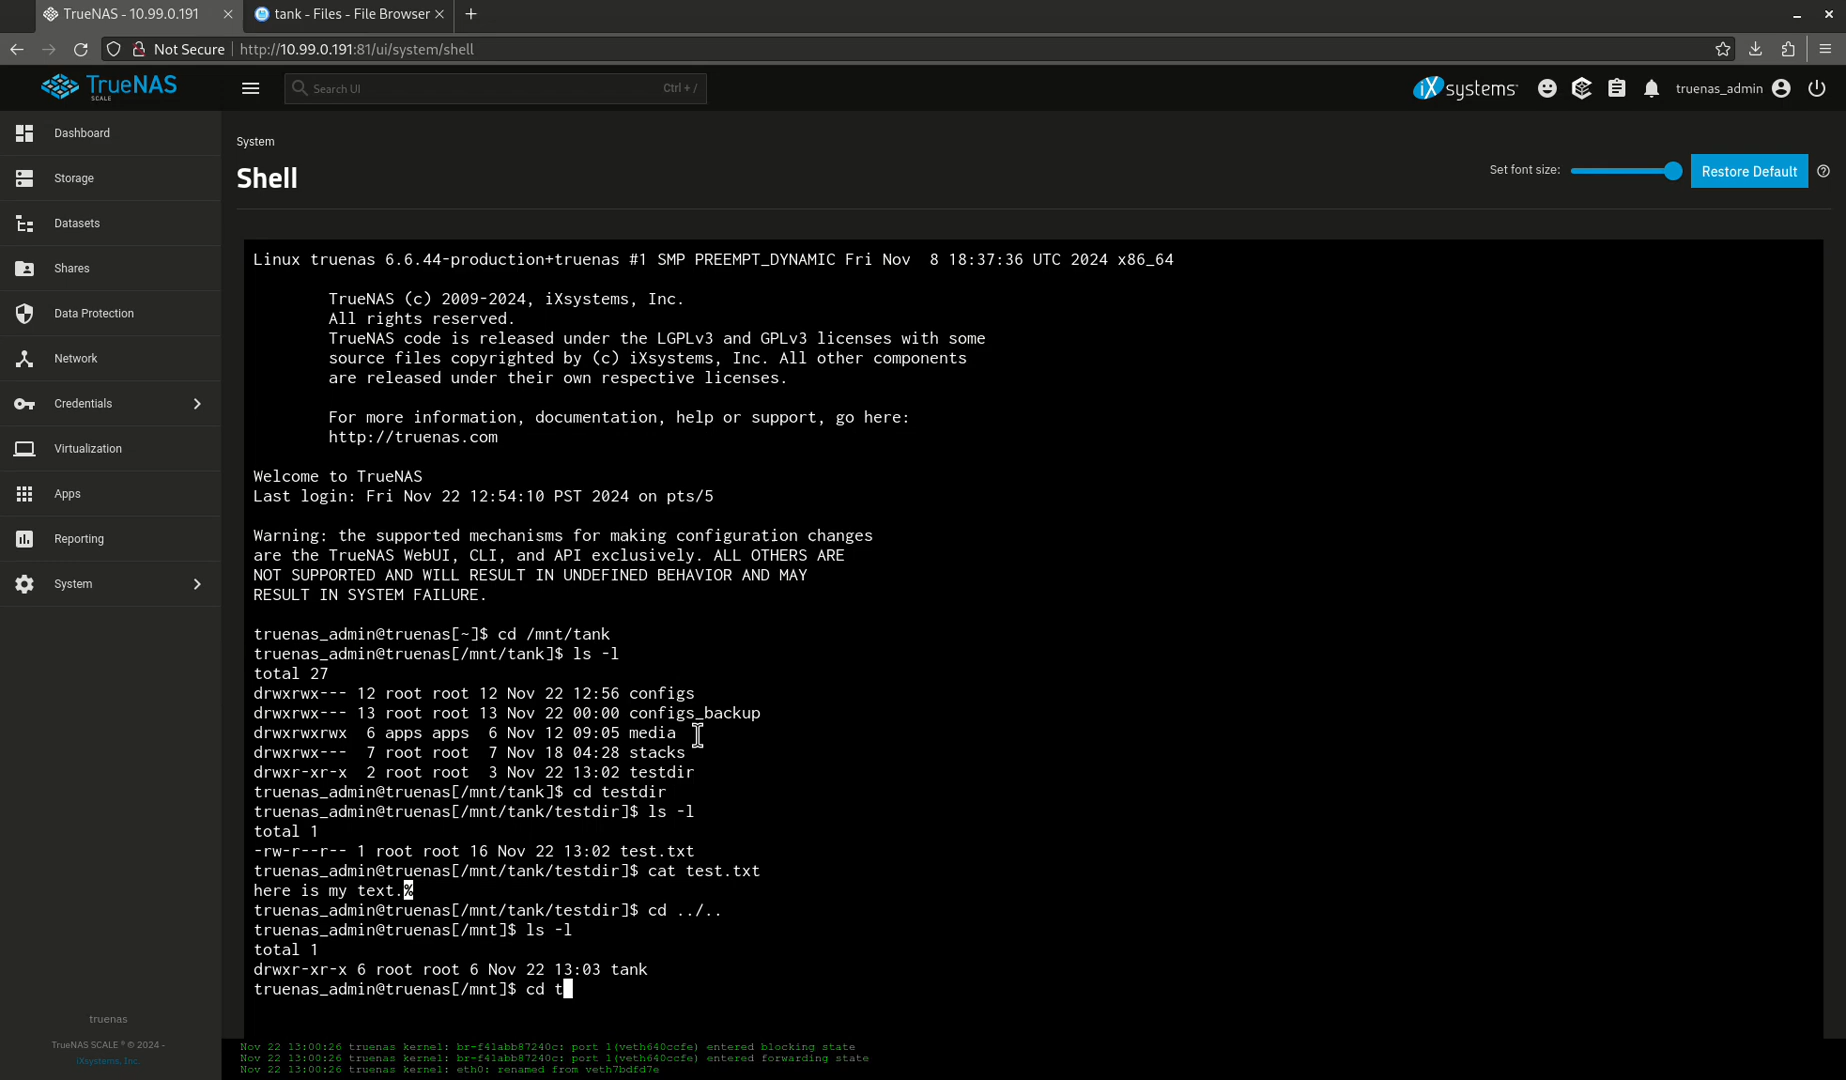 TrueNAS - 10.99.0.191
tank - Files - File Browser
Not Secure
http://10.99.0.191:81/ui/system/shell
TrueNAS
SCALE
Search UI
Ctrl + /
iXsystems
truenas_admin
Dashboard
Storage
Datasets
Shares
Data Protection
Network
Credentials
Virtualization
Apps
Reporting
System
truenas
TrueNAS SCALE ® © 2024 -
iXsystems, Inc.
System
Shell
Set font size:
Restore Default
Linux truenas 6.6.44-production+truenas #1 SMP PREEMPT_DYNAMIC Fri Nov  8 18:37:36 UTC 2024 x86_64
TrueNAS (c) 2009-2024, iXsystems, Inc.
All rights reserved.
TrueNAS code is released under the LGPLv3 and GPLv3 licenses with some
source files copyrighted by (c) iXsystems, Inc. All other components
are released under their own respective licenses.
For more information, documentation, help or support, go here:
http://truenas.com
Welcome to TrueNAS
Last login: Fri Nov 22 12:54:10 PST 2024 on pts/5
Warning: the supported mechanisms for making configuration changes
are the TrueNAS WebUI, CLI, and API exclusively. ALL OTHERS ARE
NOT SUPPORTED AND WILL RESULT IN UNDEFINED BEHAVIOR AND MAY
RESULT IN SYSTEM FAILURE.
truenas_admin@truenas[~]$ cd /mnt/tank
truenas_admin@truenas[/mnt/tank]$ ls -l
total 27
drwxrwx--- 12 root root 12 Nov 22 12:56 configs
drwxrwx--- 13 root root 13 Nov 22 00:00 configs_backup
drwxrwxrwx  6 apps apps  6 Nov 12 09:05 media
drwxrwx---  7 root root  7 Nov 18 04:28 stacks
drwxr-xr-x  2 root root  3 Nov 22 13:02 testdir
truenas_admin@truenas[/mnt/tank]$ cd testdir
truenas_admin@truenas[/mnt/tank/testdir]$ ls -l
total 1
-rw-r--r-- 1 root root 16 Nov 22 13:02 test.txt
truenas_admin@truenas[/mnt/tank/testdir]$ cat test.txt
here is my text.%
truenas_admin@truenas[/mnt/tank/testdir]$ cd ../..
truenas_admin@truenas[/mnt]$ ls -l
total 1
drwxr-xr-x 6 root root 6 Nov 22 13:03 tank
truenas_admin@truenas[/mnt]$ cd t
Nov 22 13:00:26 truenas kernel: br-f41abb87240c: port 1(veth640ccfe) entered blocking state
Nov 22 13:00:26 truenas kernel: br-f41abb87240c: port 1(veth640ccfe) entered forwarding state
Nov 22 13:00:26 truenas kernel: eth0: renamed from veth7bdfd7e